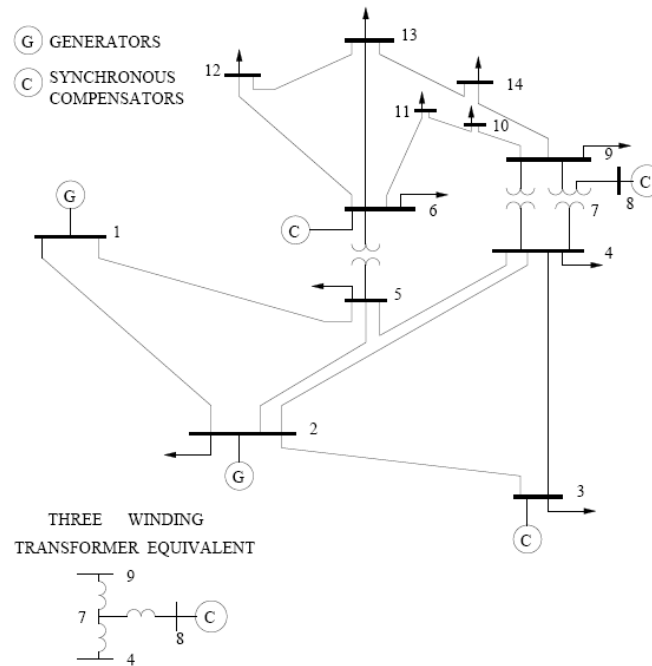 G GENERATORS
C SYNCHRONOUS
COMPENSATORS
13
12
14
11
10
9
C
7
8
G
1
C
6
4
5
2
G
3
C
THREE WINDING
TRANSFORMER EQUIVALENT
9
7
C
8
4